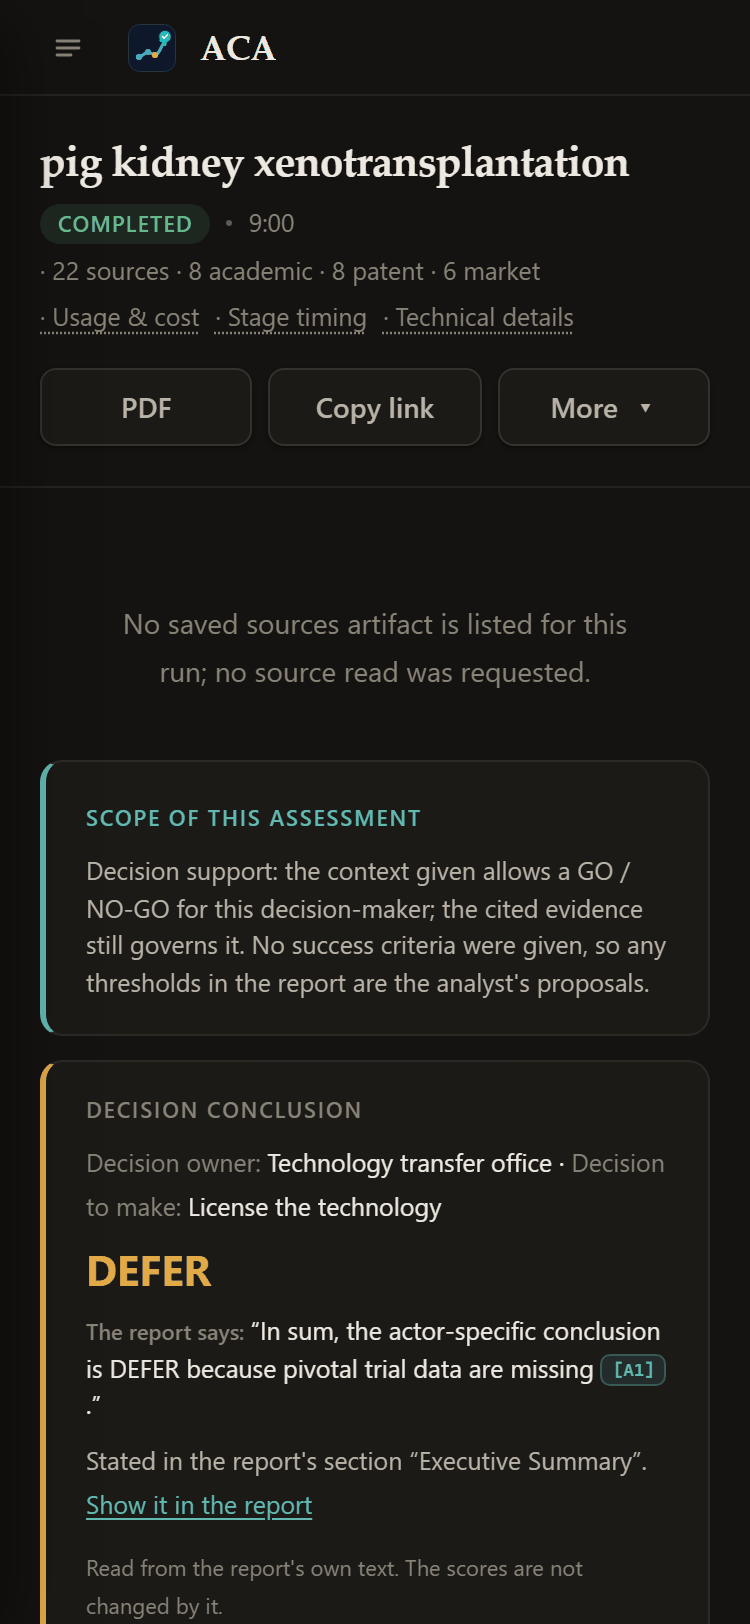 ACA
pig kidney xenotransplantation
COMPLETED • 9:00
· 22 sources · 8 academic · 8 patent · 6 market
· Usage & cost · Stage timing · Technical details
PDF Copy link More ▼
No saved sources artifact is listed for this
run; no source read was requested.
SCOPE OF THIS ASSESSMENT
Decision support: the context given allows a GO /
NO-GO for this decision-maker; the cited evidence
still governs it. No success criteria were given, so any
thresholds in the report are the analyst's proposals.
DECISION CONCLUSION
Decision owner: Technology transfer office · Decision
to make: License the technology
DEFER
The report says: “In sum, the actor-specific conclusion
is DEFER because pivotal trial data are missing [A1]
.”
Stated in the report's section “Executive Summary”.
Show it in the report
Read from the report's own text. The scores are not
changed by it.